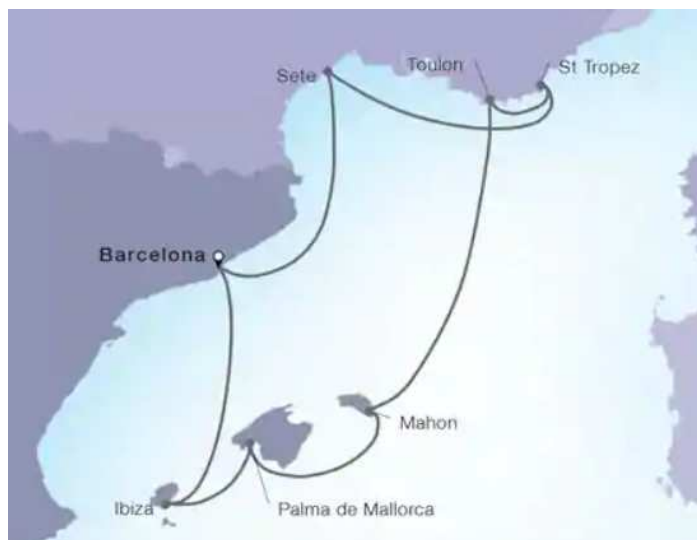 Toulon
St Tropez
Sete
Barcelona
Mahon
Ibiza
Palma de Mallorca